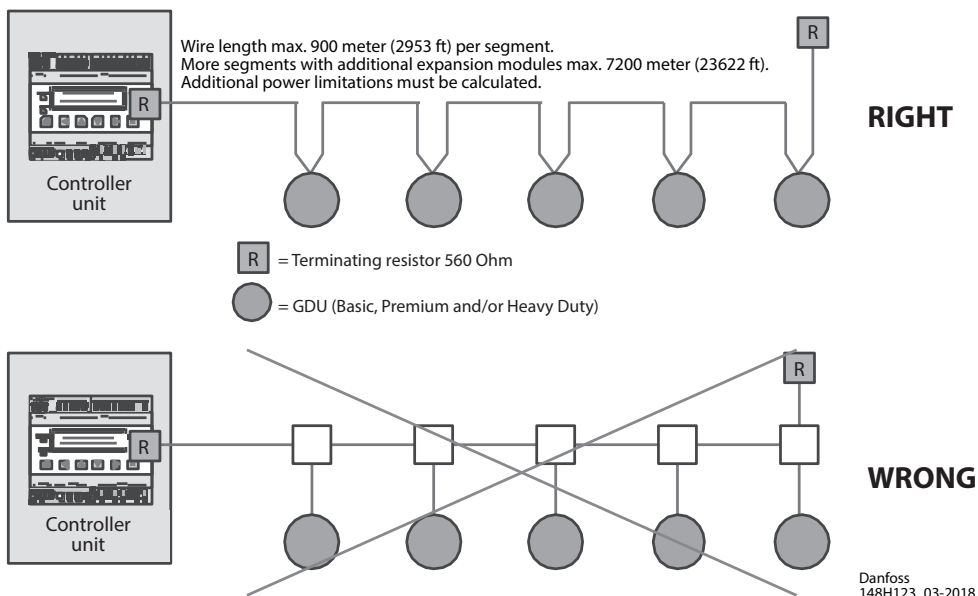 Wire length max. 900 meter (2953 ft) per segment.
More segments with additional expansion modules max. 7200 meter (23622 ft).
Additional power limitations must be calculated.
R
R
RIGHT
Controller
unit
R = Terminating resistor 560 Ohm
= GDU (Basic, Premium and/or Heavy Duty)
R
R
WRONG
Controller
unit
Danfoss
148H123 03-2018